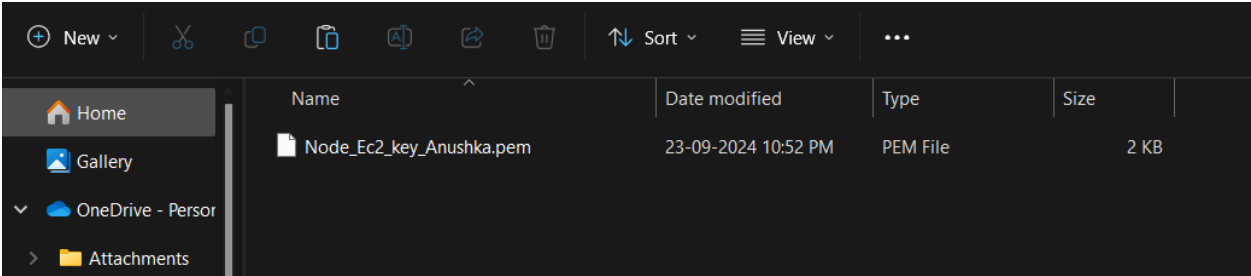 New Sort View
Name Date modified Type Size
Home
Node_Ec2_key_Anushka.pem 23-09-2024 10:52 PM PEM File 2 KB
Gallery
OneDrive - Persor
Attachments